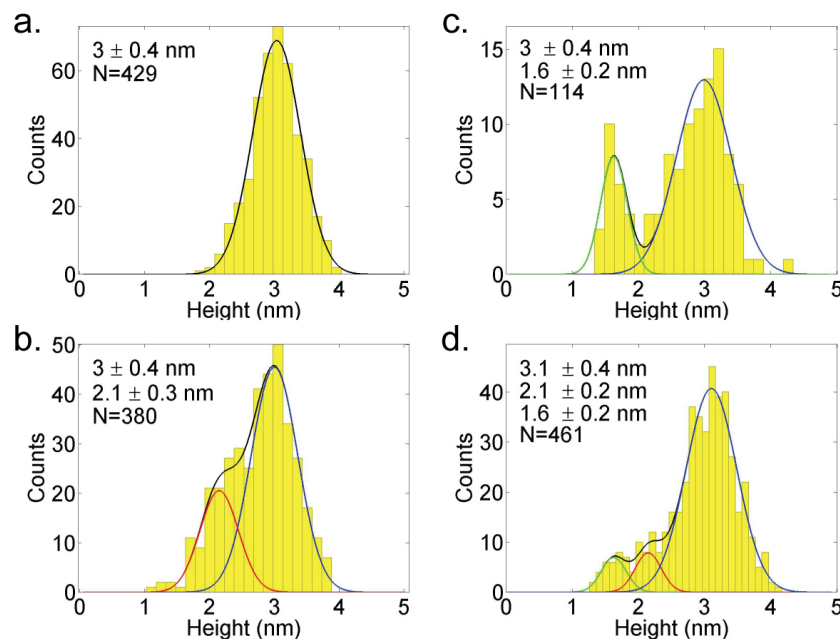 a.
3 ± 0.4 nm
N=429
Counts
60
40
20
0
0 1 2 3 4 5
Height (nm)
b.
3 ± 0.4 nm
2.1 ± 0.3 nm
N=380
Counts
50
40
30
20
10
0
0 1 2 3 4 5
Height (nm)
c.
3 ± 0.4 nm
1.6 ± 0.2 nm
N=114
Counts
15
10
5
0
0 1 2 3 4 5
Height (nm)
d.
3.1 ± 0.4 nm
2.1 ± 0.2 nm
1.6 ± 0.2 nm
N=461
Counts
40
30
20
10
0
0 1 2 3 4 5
Height (nm)